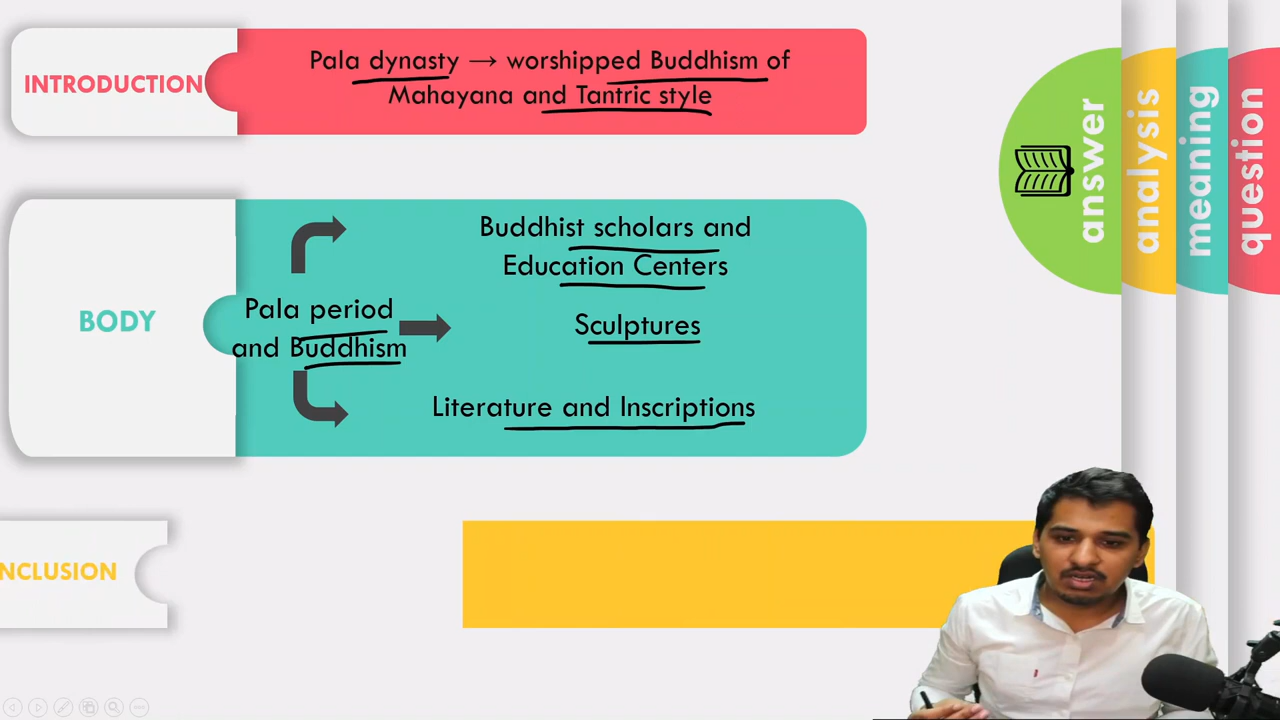 INTRODUCTION
Pala dynasty → worshipped Buddhism of
Mahayana and Tantric style
BODY
Pala period
and Buddhism
Buddhist scholars and
Education Centers
Sculptures
Literature and Inscriptions
NCLUSION
answer
analysis
meaning
question